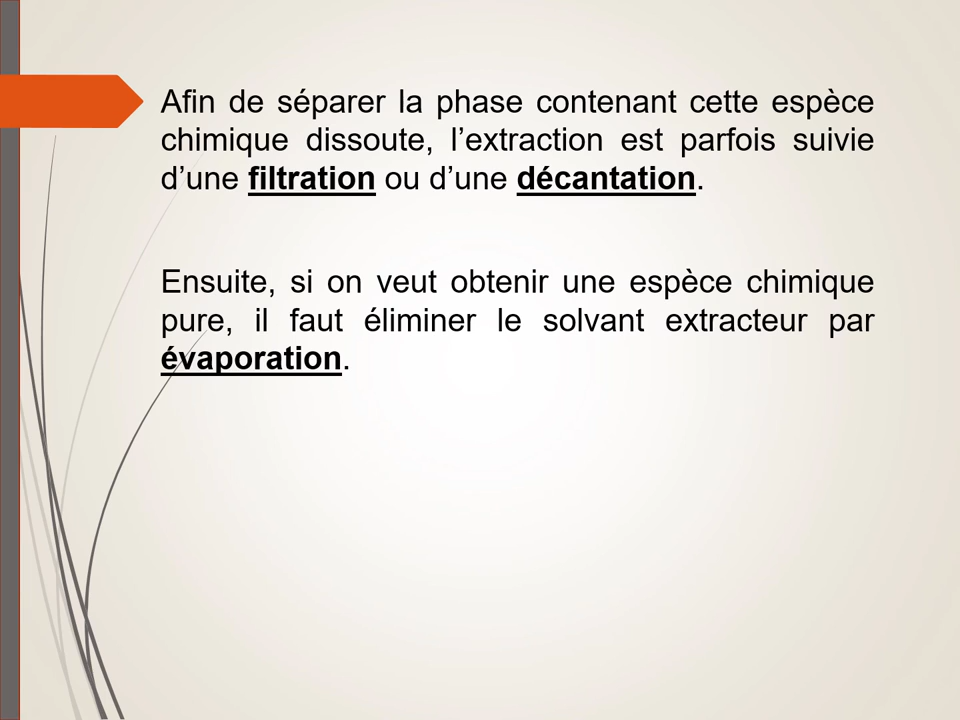 Afin de séparer la phase contenant cette espèce
chimique dissoute, l’extraction est parfois suivie
d’une filtration ou d’une décantation.
Ensuite, si on veut obtenir une espèce chimique
pure, il faut éliminer le solvant extracteur par
évaporation.